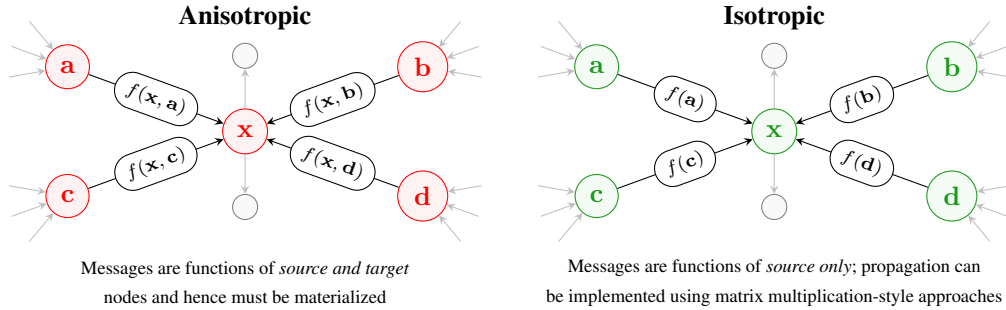 Anisotropic
a
b
f(x, a)
f(x, b)
x
f(x, c)
f(x, d)
c
d
Messages are functions of source and target
nodes and hence must be materialized
Isotropic
a
b
f(a)
f(b)
x
f(c)
f(d)
c
d
Messages are functions of source only; propagation can
be implemented using matrix multiplication-style approaches